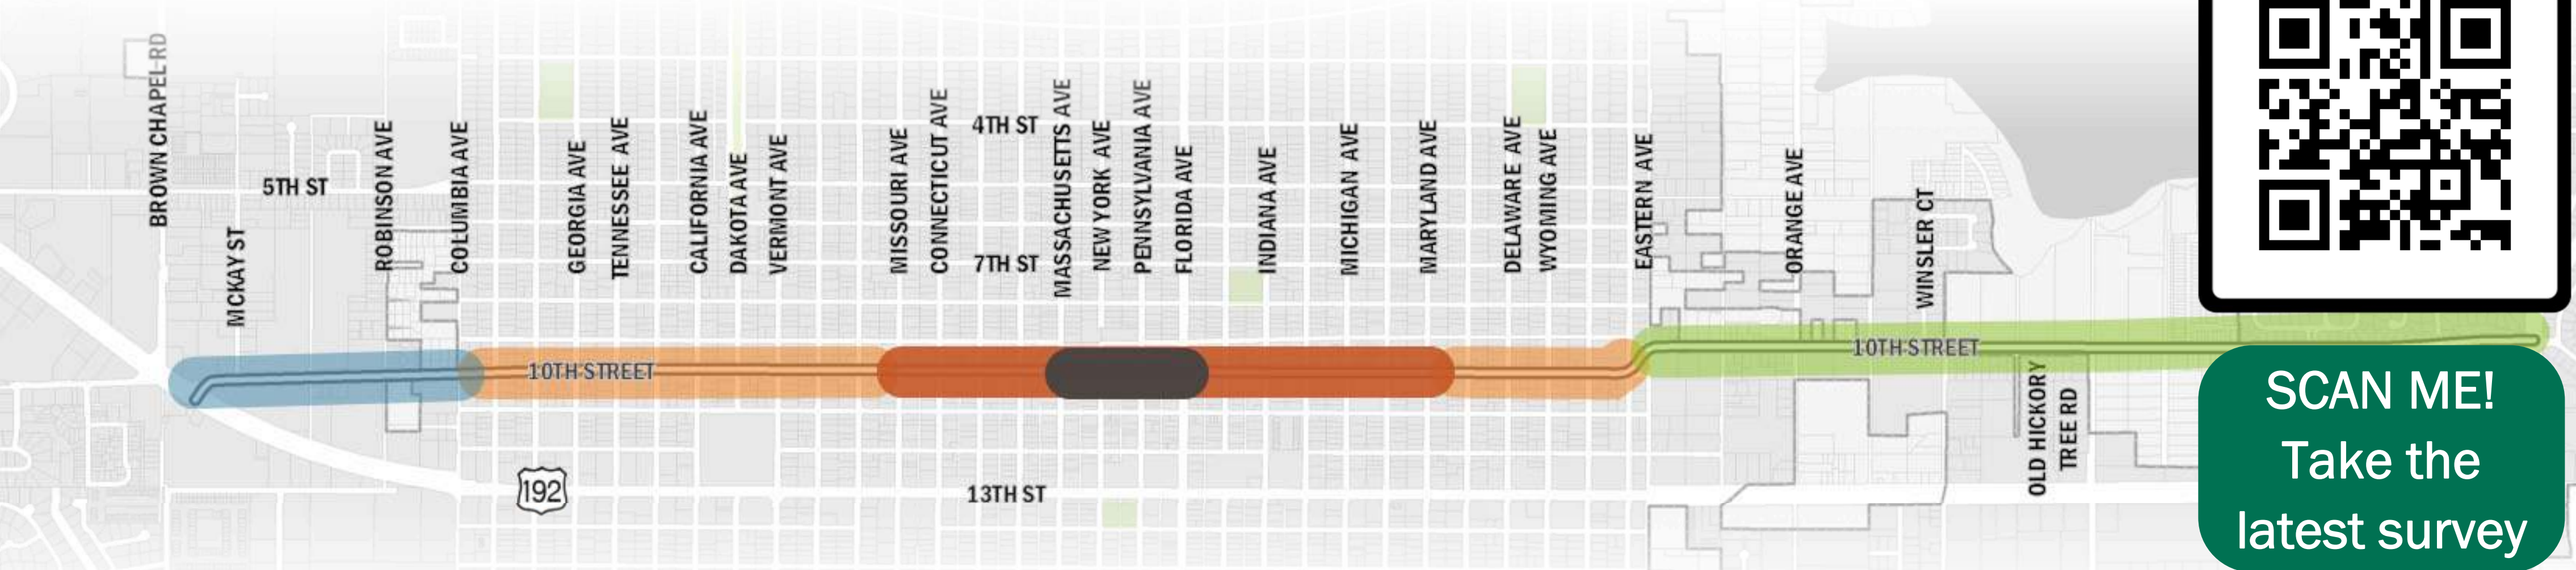 BROWN CHAPEL RD
MCKAY ST
5TH ST
ROBINSON AVE
COLUMBIA AVE
GEORGIA AVE
TENNESSEE AVE
CALIFORNIA AVE
DAKOTA AVE
VERMONT AVE
MISSOURI AVE
CONNECTICUT AVE
4TH ST
7TH ST
MASSACHUSETTS AVE
NEW YORK AVE
PENNSYLVANIA AVE
FLORIDA AVE
INDIANA AVE
MICHIGAN AVE
MARYLAND AVE
DELAWARE AVE
WYOMING AVE
EASTERN AVE
ORANGE AVE
WINSLER CT
10TH STREET
10TH STREET
OLD HICKORY
TREE RD
192
13TH ST
SCAN ME!
Take the
latest survey